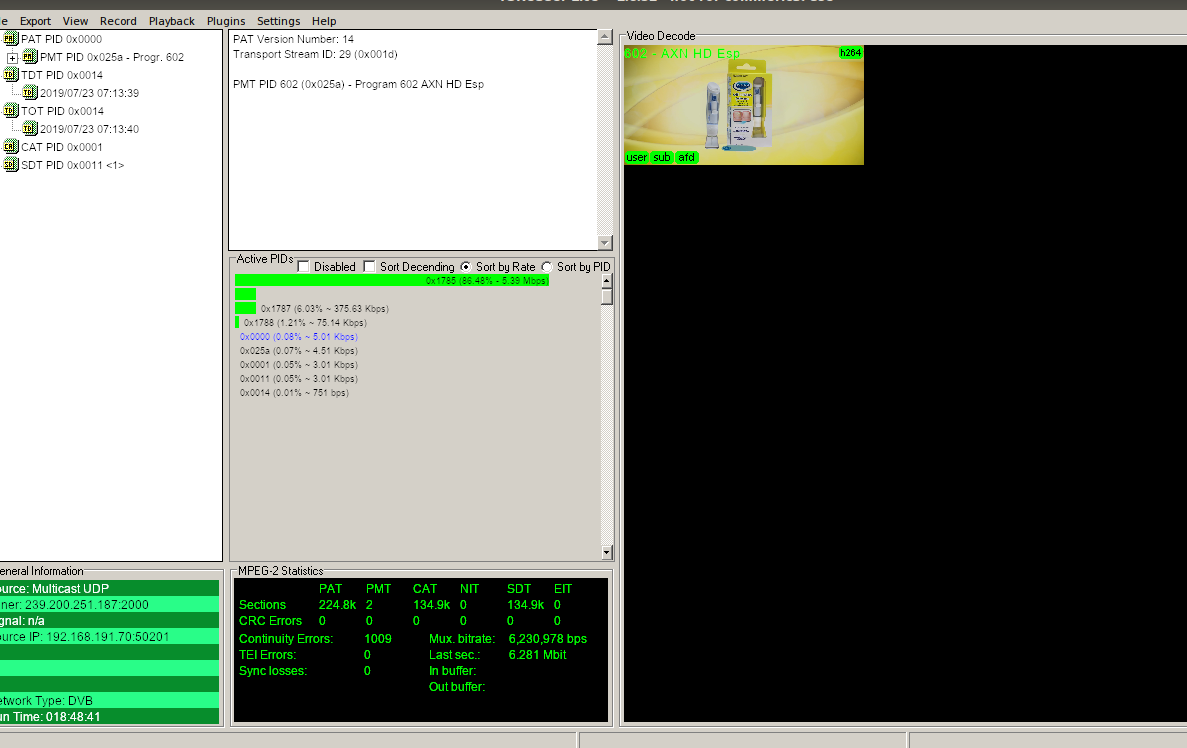 Export View Record Playback Plugins Settings Help
PAT PID 0x0000
PMT PID 0x025a - Progr. 602
TDT PID 0x0014
2019/07/23 07:13:39
TOT PID 0x0014
2019/07/23 07:13:40
CAT PID 0x0001
SDT PID 0x0011 <1>
PAT Version Number: 14
Transport Stream ID: 29 (0x001d)
PMT PID 602 (0x025a) - Program 602 AXN HD Esp
Active PIDs
Disabled Sort Decending Sort by Rate Sort by PID
0x1785 (86.48% ~ 5.39 Mbps)
0x1787 (6.03% ~ 375.63 Kbps)
0x1788 (1.21% ~ 75.14 Kbps)
0x0000 (0.08% ~ 5.01 Kbps)
0x025a (0.07% ~ 4.51 Kbps)
0x0001 (0.05% ~ 3.01 Kbps)
0x0011 (0.05% ~ 3.01 Kbps)
0x0014 (0.01% ~ 751 bps)
Video Decode
602 - AXN HD Esp
h264
user sub afd
eneral Information
ource: Multicast UDP
ner: 239.200.251.187:2000
gnal: n/a
ource IP: 192.168.191.70:50201
etwork Type: DVB
un Time: 018:48:41
MPEG-2 Statistics
PAT PMT CAT NIT SDT EIT
Sections 224.8k 2 134.9k 0 134.9k 0
CRC Errors 0 0 0 0 0 0
Continuity Errors: 1009 Mux. bitrate: 6,230,978 bps
TEI Errors: 0 Last sec.: 6.281 Mbit
Sync losses: 0 In buffer:
Out buffer: